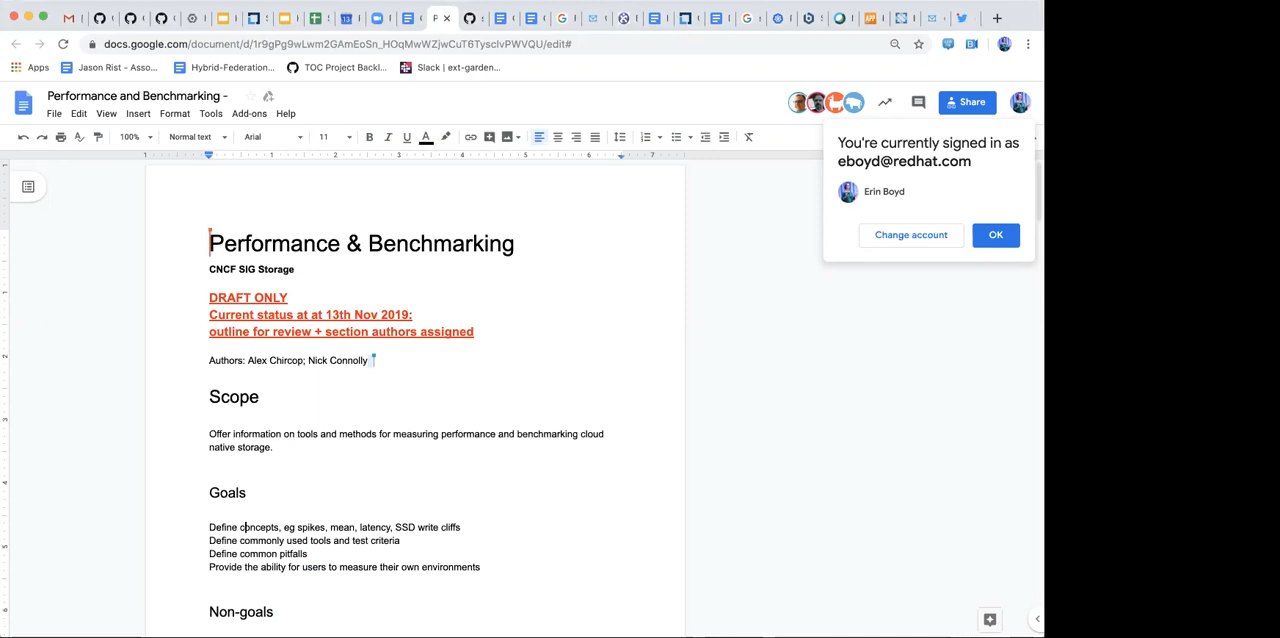 docs.google.com/document/d/1r9gPg9wLwm2GAmEoSn_HOqMwWZjwCuT6TysclvPWVQU/edit#
Apps Jason Rist - Asso... Hybrid-Federation... TOC Project Backl... Slack | ext-garden...
Performance and Benchmarking -
File Edit View Insert Format Tools Add-ons Help
Share
100% Normal text Arial 11
You're currently signed in as
eboyd@redhat.com
Erin Boyd
Change account OK
Performance & Benchmarking
CNCF SIG Storage
DRAFT ONLY
Current status at at 13th Nov 2019:
outline for review + section authors assigned
Authors: Alex Chircop; Nick Connolly
Scope
Offer information on tools and methods for measuring performance and benchmarking cloud
native storage.
Goals
Define concepts, eg spikes, mean, latency, SSD write cliffs
Define commonly used tools and test criteria
Define common pitfalls
Provide the ability for users to measure their own environments
Non-goals